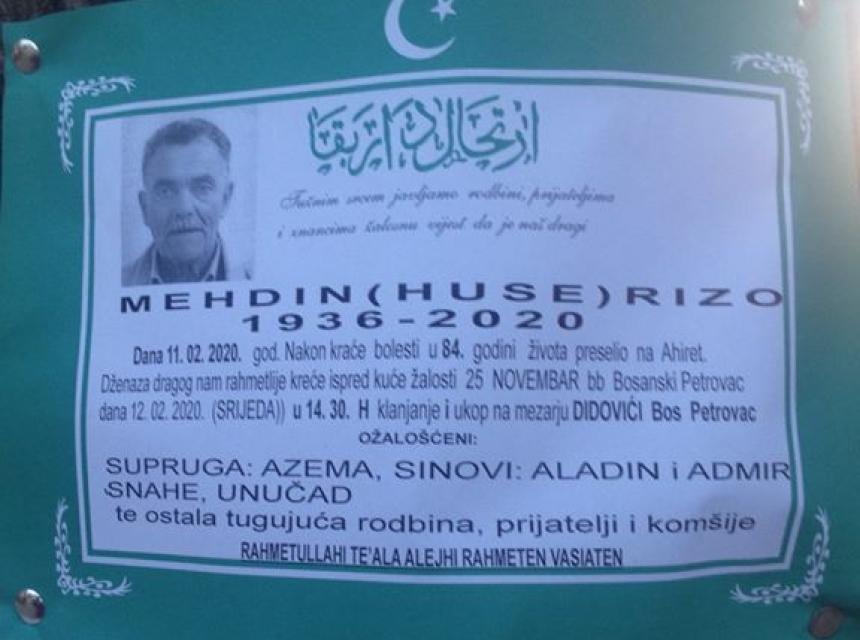 ارتحال دار بقا
Tužnim srcem javljamo rodbini, prijateljima
i znancima žalosnu vijest da je naš dragi
MEHDIN(HUSE)RIZO
1936-2020
Dana 11. 02. 2020. god. Nakon kraće bolesti u 84. godini života preselio na Ahiret.
Dženaza dragog nam rahmetlije kreće ispred kuće žalosti 25 NOVEMBAR bb Bosanski Petrovac
dana 12. 02. 2020. (SRIJEDA)) u 14. 30. H klanjanje i ukop na mezarju DIDOVIĆI Bos Petrovac
OŽALOŠĆENI:
SUPRUGA: AZEMA, SINOVI: ALADIN i ADMIR
SNAHE, UNUČAD
te ostala tugujuća rodbina, prijatelji i komšije
RAHMETULLAHI TE'ALA ALEJHI RAHMETEN VASIATEN